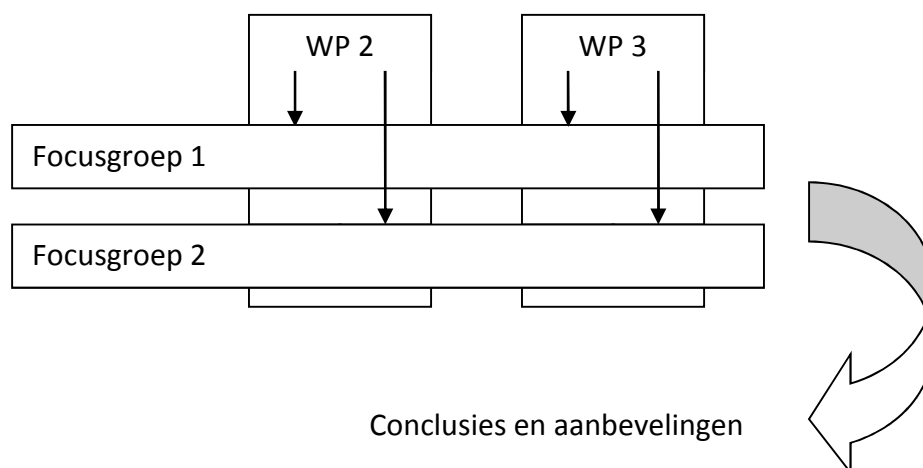 WP 2
WP 3
Focusgroep 1
Focusgroep 2
Conclusies en aanbevelingen